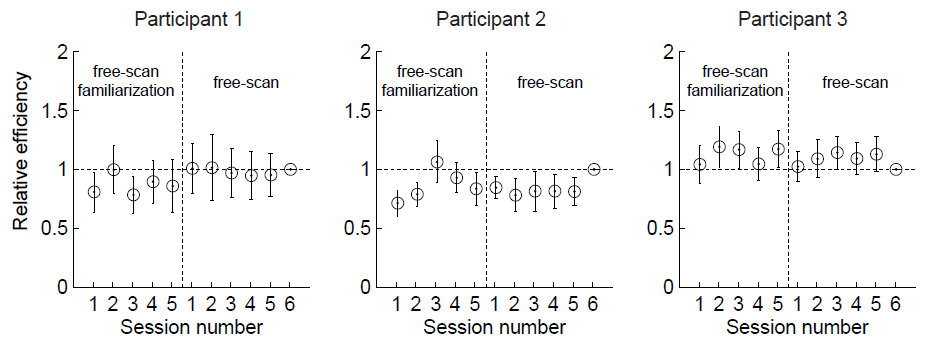 Participant 1
Participant 2
Participant 3
Relative efficiency
2
1.5
1
0.5
0
free-scan
familiarization
free-scan
1 2 3 4 5 1 2 3 4 5 6
Session number
2
1.5
1
0.5
0
free-scan
familiarization
free-scan
1 2 3 4 5 1 2 3 4 5 6
Session number
2
1.5
1
0.5
0
free-scan
familiarization
free-scan
1 2 3 4 5 1 2 3 4 5 6
Session number